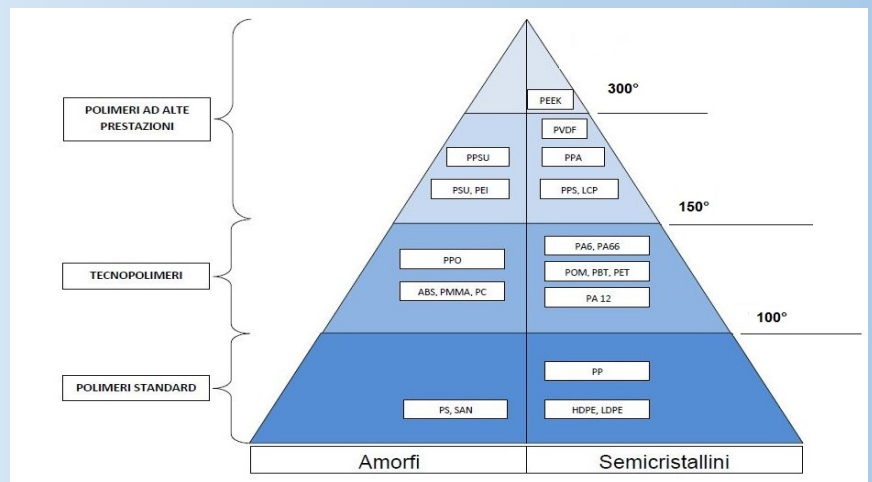 300°
PEEK
POLIMERI AD ALTE
PRESTAZIONI
PVDF
PPSU
PPA
PSU, PEI
PPS, LCP
150°
PA6, PA66
PPO
TECNOPOLIMERI
POM, PBT, PET
ABS, PMMA, PC
PA 12
100°
PP
POLIMERI STANDARD
PS, SAN
HDPE, LDPE
Amorfi
Semicristallini